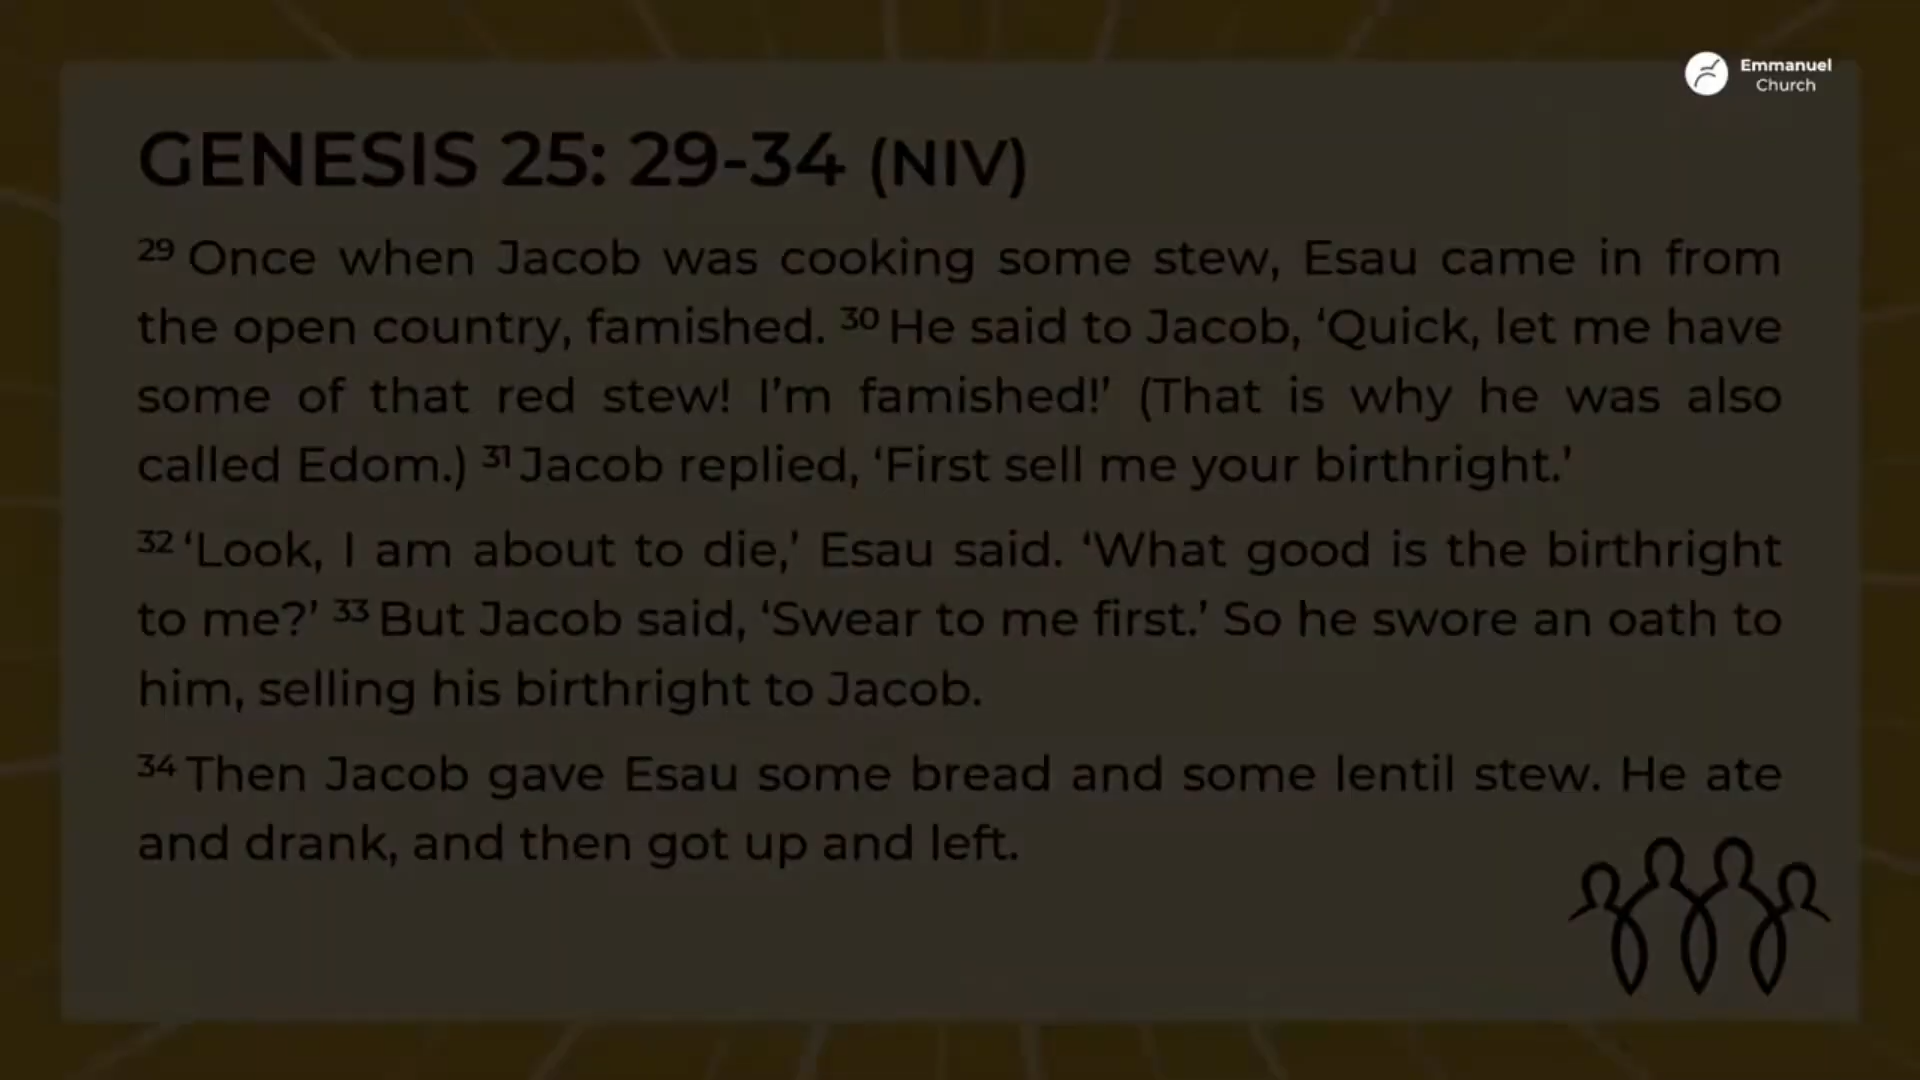 Emmanuel
Church
GENESIS 25: 29-34 (NIV)
29 Once when Jacob was cooking some stew, Esau came in from
the open country, famished. 30 He said to Jacob, ‘Quick, let me have
some of that red stew! I’m famished!’ (That is why he was also
called Edom.) 31 Jacob replied, ‘First sell me your birthright.’
32 ‘Look, I am about to die,’ Esau said. ‘What good is the birthright
to me?’ 33 But Jacob said, ‘Swear to me first.’ So he swore an oath to
him, selling his birthright to Jacob.
34 Then Jacob gave Esau some bread and some lentil stew. He ate
and drank, and then got up and left.